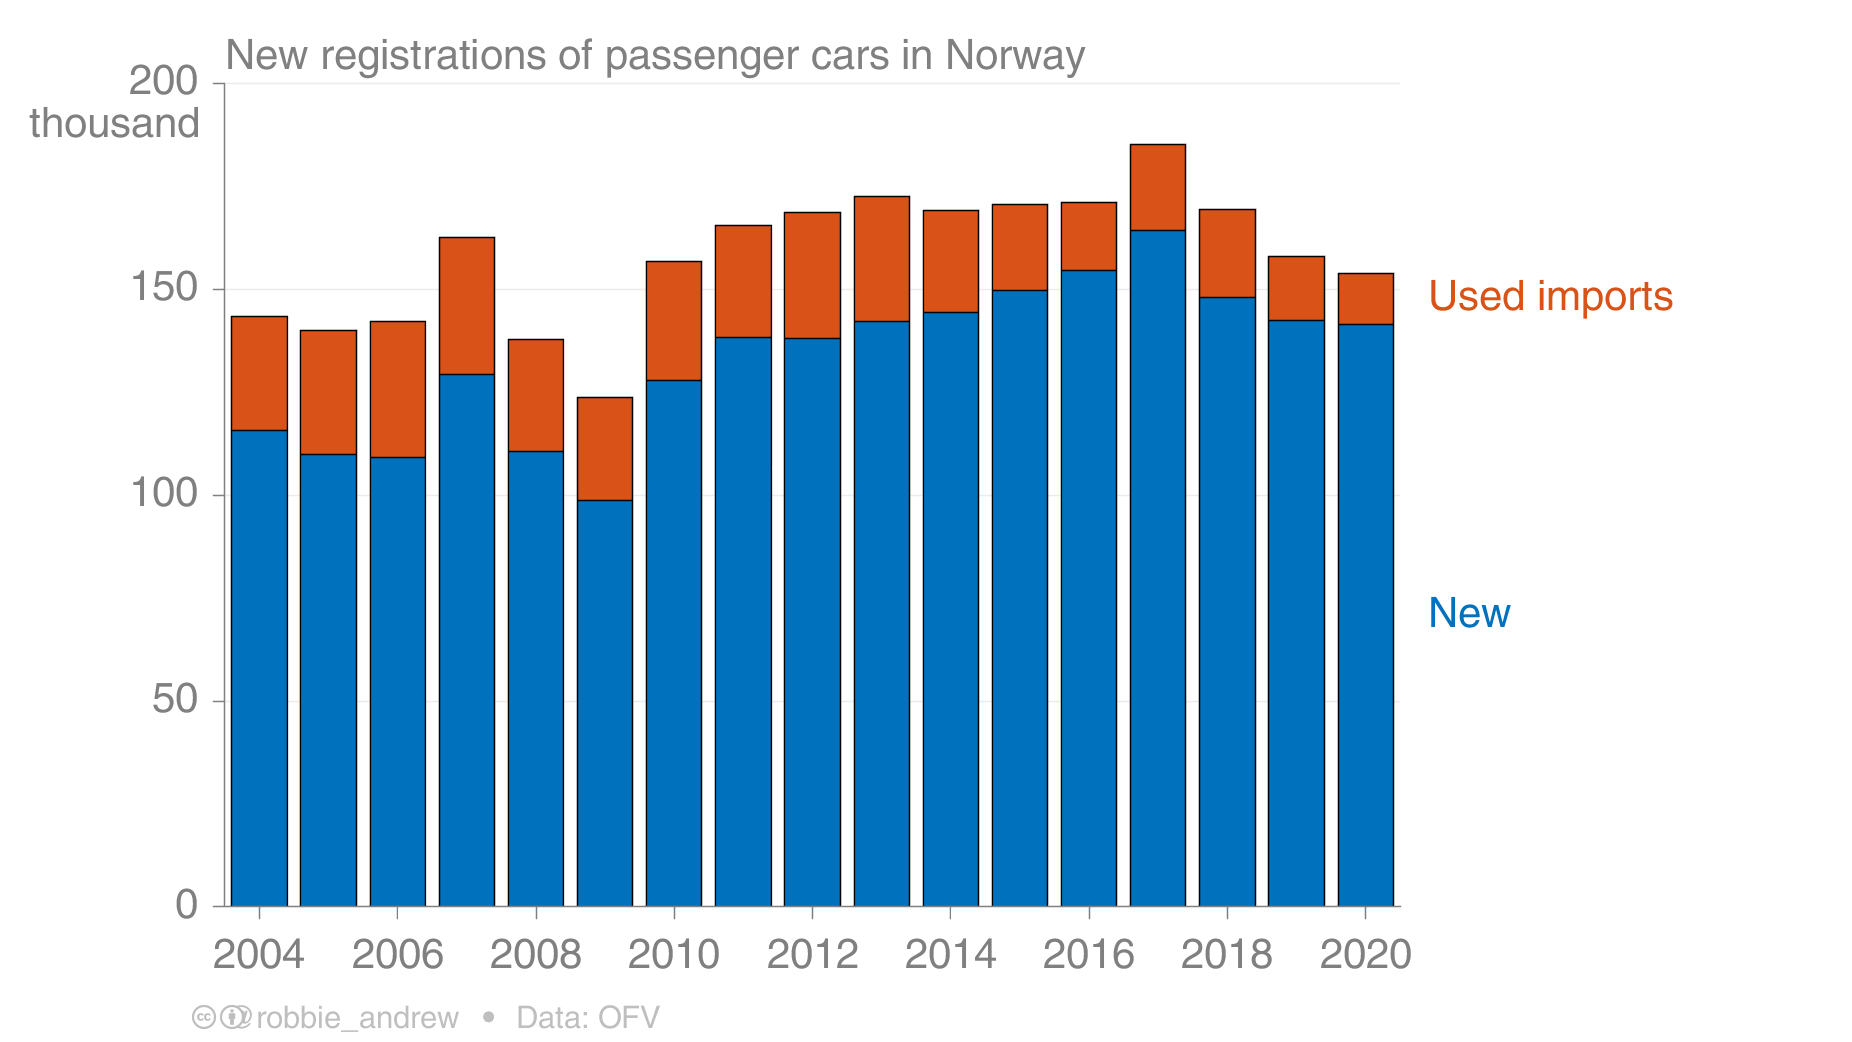 New registrations of passenger cars in Norway
200
thousand
150
100
50
0
2004 2006 2008 2010 2012 2014 2016 2018 2020
Used imports
New
@robbie_andrew • Data: OFV